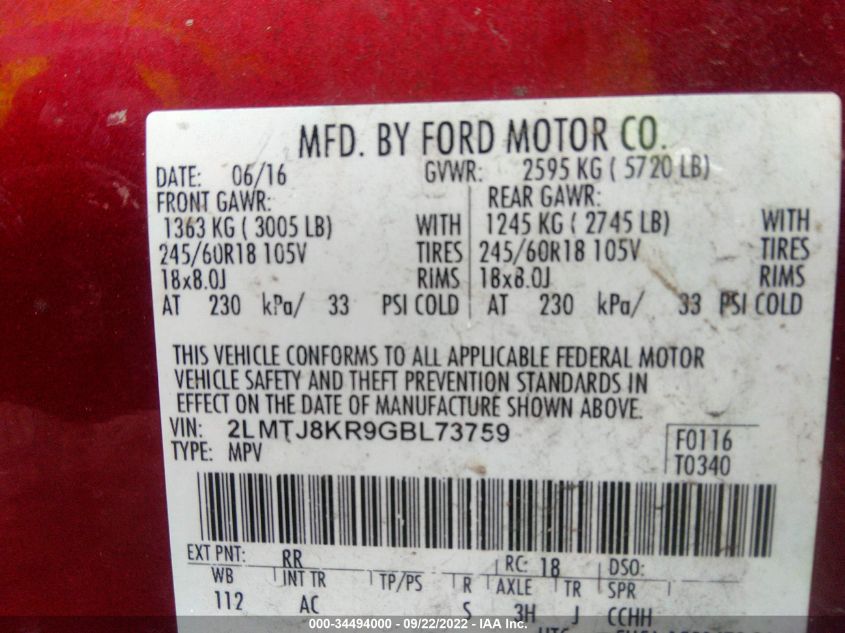 MFD. BY FORD MOTOR CO.
DATE: 06/16 GVWR: 2595 KG ( 5720 LB)
FRONT GAWR: REAR GAWR:
1363 KG ( 3005 LB) WITH 1245 KG ( 2745 LB) WITH
245/60R18 105V TIRES 245/60R18 105V TIRES
18x8.0J RIMS 18x8.0J RIMS
AT 230 kPa/ 33 PSI COLD AT 230 kPa/ 33 PSI COLD
THIS VEHICLE CONFORMS TO ALL APPLICABLE FEDERAL MOTOR
VEHICLE SAFETY AND THEFT PREVENTION STANDARDS IN
EFFECT ON THE DATE OF MANUFACTURE SHOWN ABOVE.
VIN: 2LMTJ8KR9GBL73759 F0116
TYPE: MPV T0340
EXT PNT: RR RC: 18 DSO:
WB INT TR TP/PS R AXLE TR SPR
112 AC S 3H J CCHH
000-34494000 - 09/22/2022 - IAA Inc.